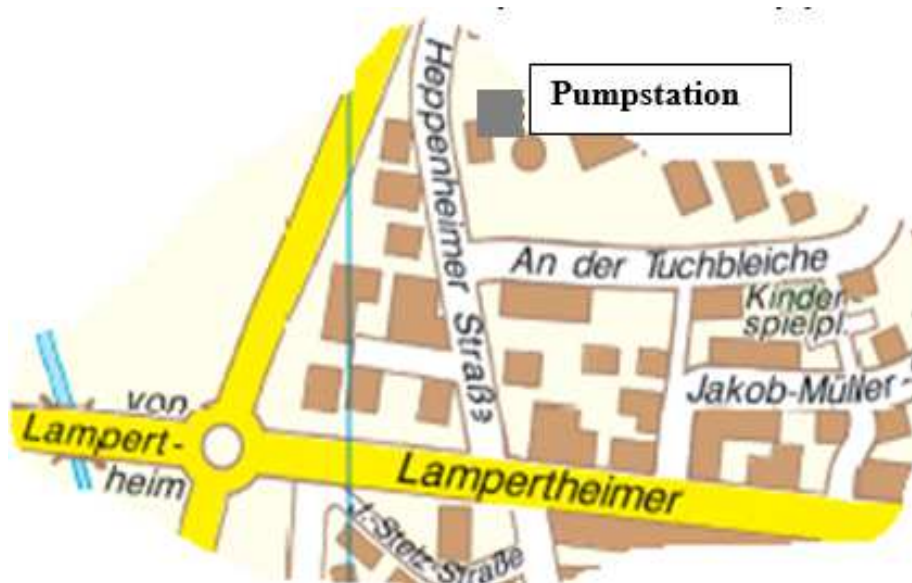 Pumpstation
Heppenheimer Straße
An der Tuchbleiche
Kinder-
spielpl.
Jakob-Müller-
von
Lampert-
heim
Lampertheimer
J.-Stelz-Straße